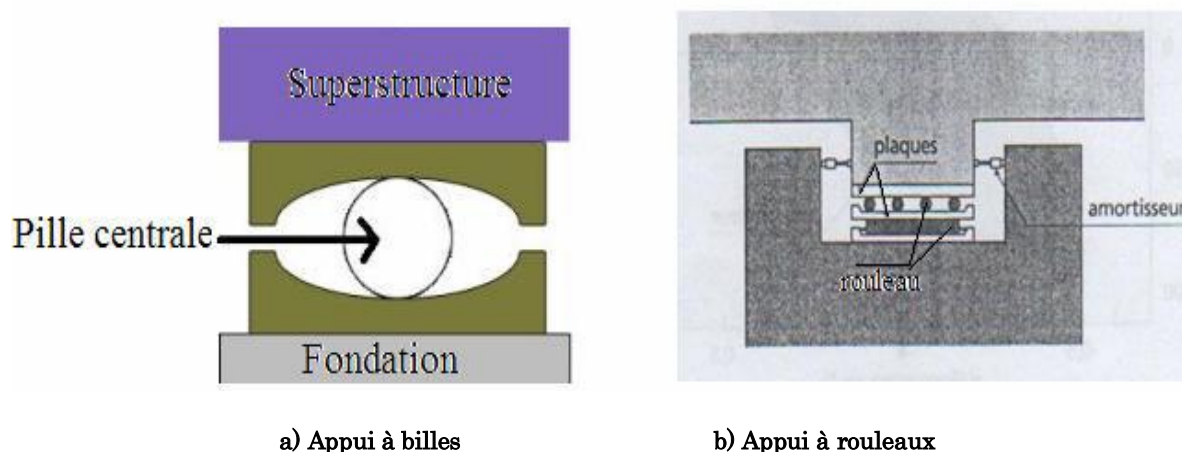 Superstructure
Pille centrale
Fondation
plaques
amortisseur
rouleau
a) Appui à billes
b) Appui à rouleaux